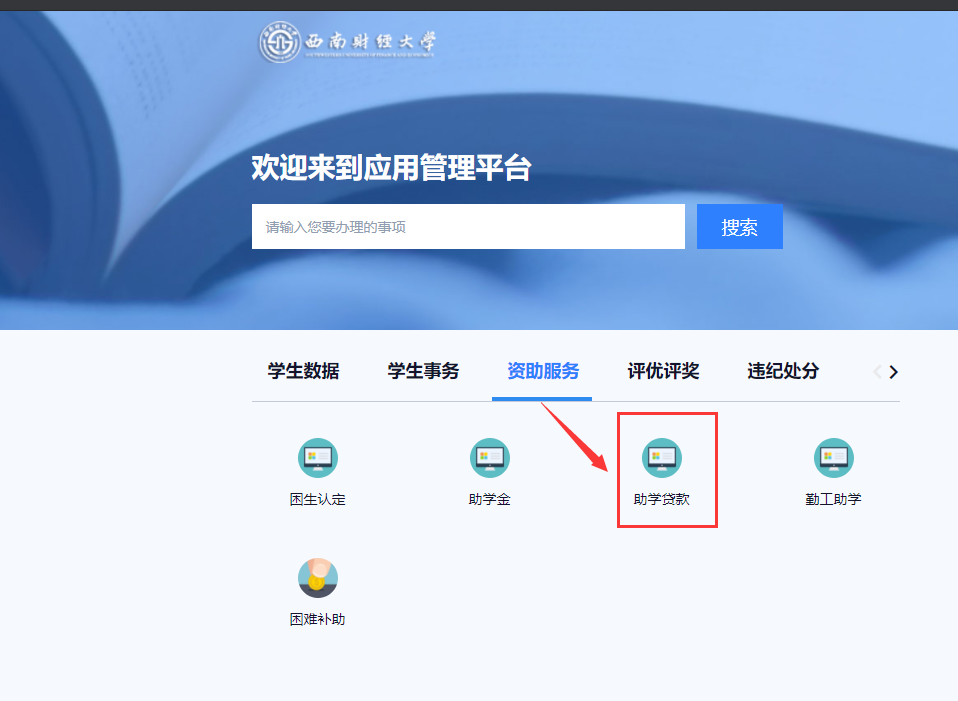 西南财经大学
欢迎来到应用管理平台
请输入您要办理的事项
搜索
学生数据
学生事务
资助服务
评优评奖
违纪处分
困生认定
助学金
助学贷款
勤工助学
困难补助